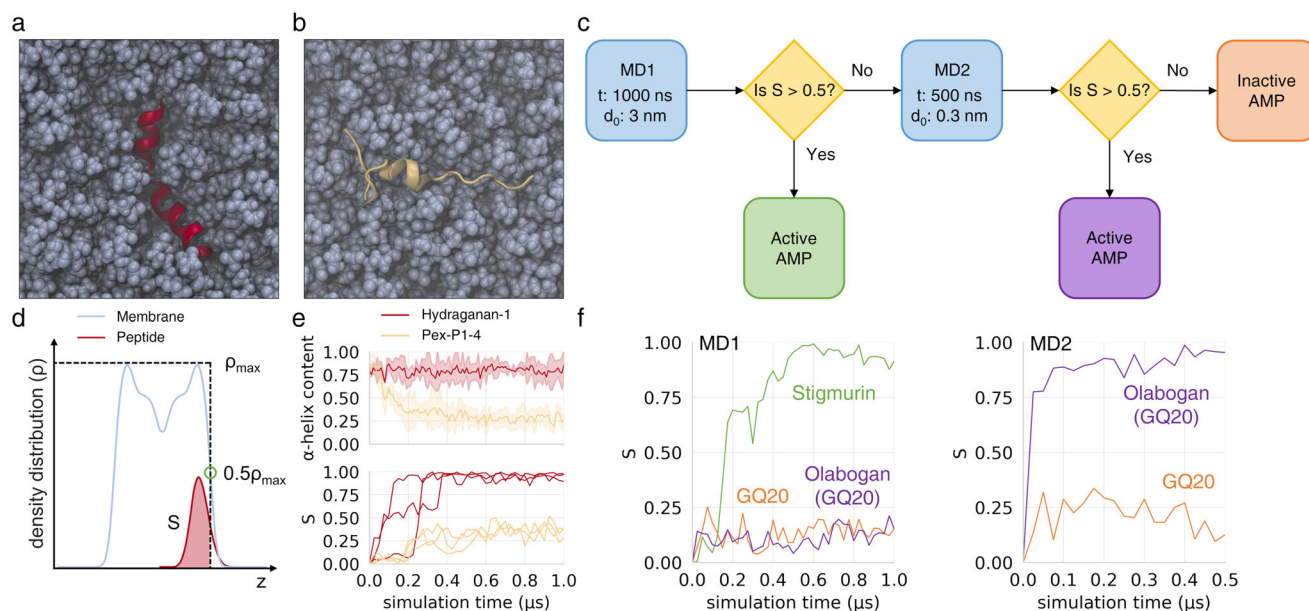 a
b
c
MD1
t: 1000 ns
d₀: 3 nm
Is S > 0.5?
No
MD2
t: 500 ns
d₀: 0.3 nm
Is S > 0.5?
No
Inactive
AMP
Yes
Yes
Active
AMP
Active
AMP
d
Membrane
Peptide
density distribution (ρ)
ρmax
0.5ρmax
S
z
e
Hydraganan-1
Pex-P1-4
α-helix content
1.00
0.75
0.50
0.25
0.00
S
1.00
0.75
0.50
0.25
0.00
0.0 0.2 0.4 0.6 0.8 1.0
simulation time (μs)
f
MD1
S
1.00
0.75
0.50
0.25
0.00
Stigmurin
Olabogan
(GQ20)
GQ20
0.0 0.2 0.4 0.6 0.8 1.0
simulation time (μs)
MD2
S
1.00
0.75
0.50
0.25
0.00
Olabogan
(GQ20)
GQ20
0.0 0.1 0.2 0.3 0.4 0.5
simulation time (μs)